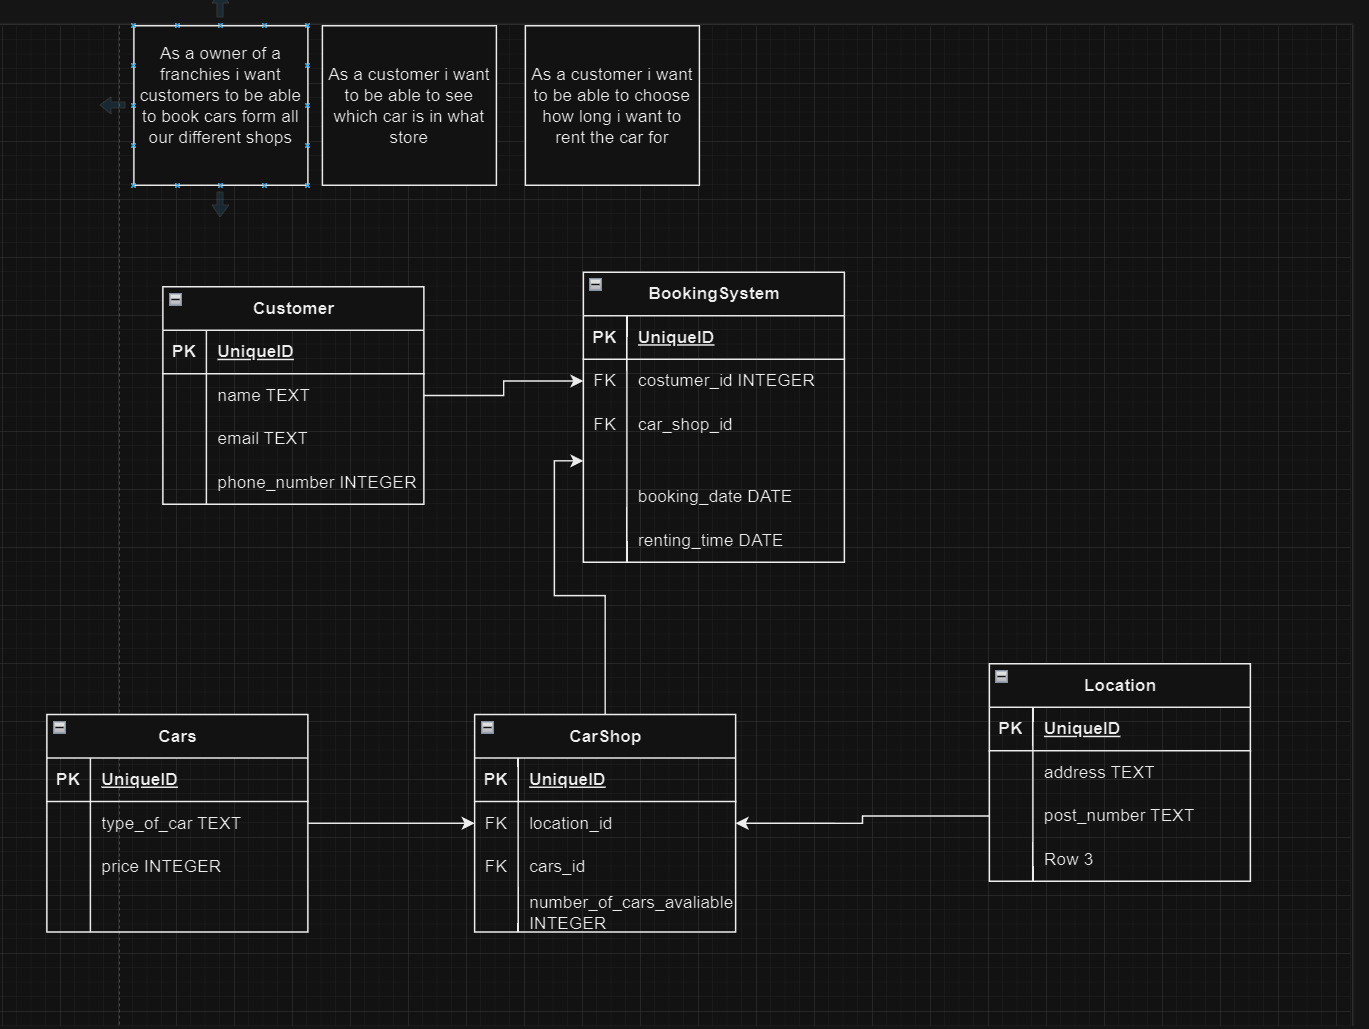 As a owner of a
franchies i want
customers to be able
to book cars form all
our different shops
As a customer i want
to be able to see
which car is in what
store
As a customer i want
to be able to choose
how long i want to
rent the car for
Customer
PK UniqueID
name TEXT
email TEXT
phone_number INTEGER
BookingSystem
PK UniqueID
FK costumer_id INTEGER
FK car_shop_id
booking_date DATE
renting_time DATE
Cars
PK UniqueID
type_of_car TEXT
price INTEGER
CarShop
PK UniqueID
FK location_id
FK cars_id
number_of_cars_avaliable
INTEGER
Location
PK UniqueID
address TEXT
post_number TEXT
Row 3